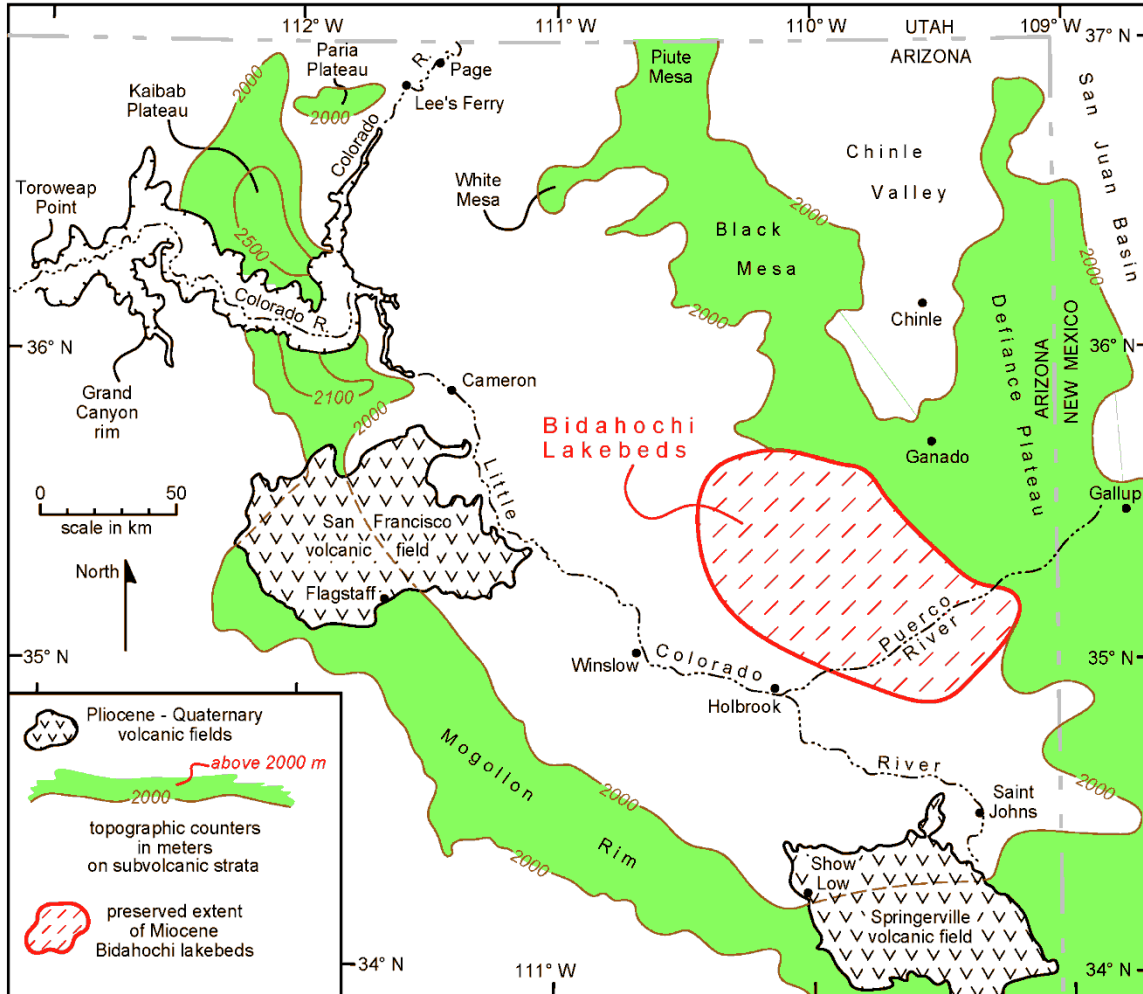 112° W
111° W
110° W
UTAH
ARIZONA
109° W
37° N
Paria
Plateau
2000
Kaibab
Plateau
2000
R.
Page
Lee's Ferry
Colorado
Piute
Mesa
San Juan Basin
Chinle
Valley
White
Mesa
2000
Toroweap
Point
2500
Black
Mesa
2000
Colorado R.
2000
Chinle
Defiance Plateau
36° N
36° N
Grand
Canyon
rim
2100
2000
Cameron
ARIZONA
NEW MEXICO
Bidahochi
Lakebeds
Ganado
Little
0 50
scale in km
Gallup
San Francisco
volcanic field
North
Flagstaff
Puerco
River
35° N
Winslow
Colorado
35° N
Holbrook
Mogollon
Rim
2000
2000
River
2000
Saint
Johns
Show
Low
Springerville
volcanic field
34° N
111° W
34° N
Pliocene - Quaternary
volcanic fields
above 2000 m
2000
topographic counters
in meters
on subvolcanic strata
preserved extent
of Miocene
Bidahochi lakebeds